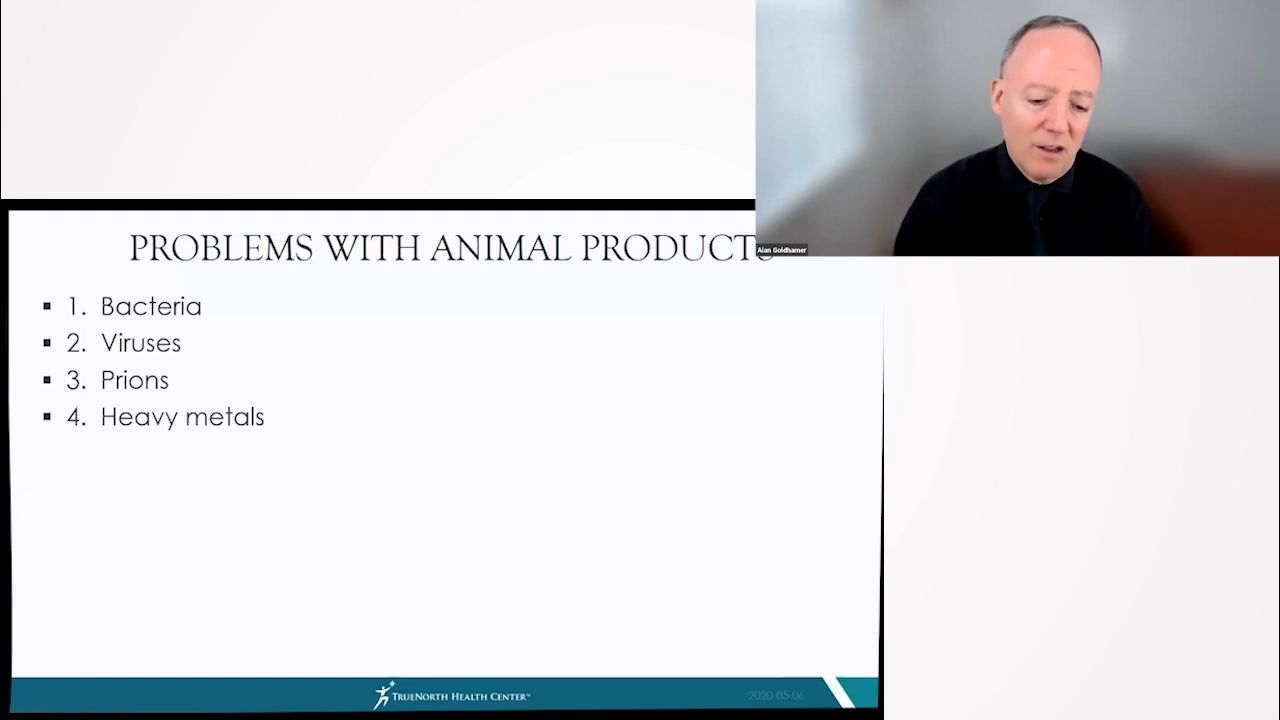 Alan Goldhamer
PROBLEMS WITH ANIMAL PRODUCTS
▪ 1. Bacteria
▪ 2. Viruses
▪ 3. Prions
▪ 4. Heavy metals
TRUENORTH HEALTH CENTER™
2020-05-06